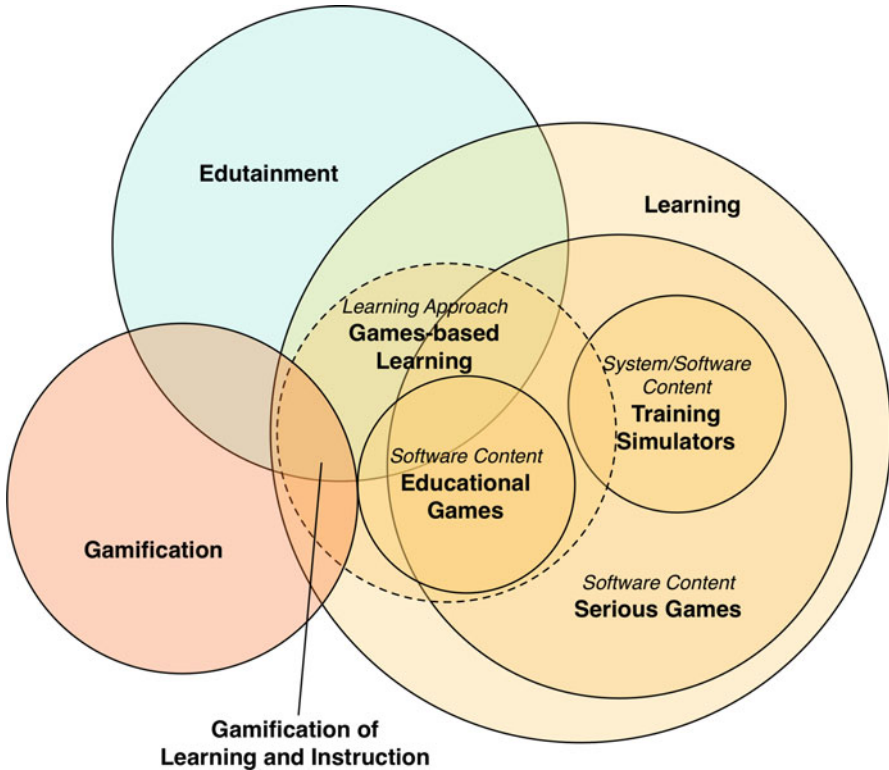 Edutainment
Learning
Learning Approach
Games-based
Learning
System/Software
Content
Training
Simulators
Software Content
Educational
Games
Gamification
Software Content
Serious Games
Gamification of
Learning and Instruction